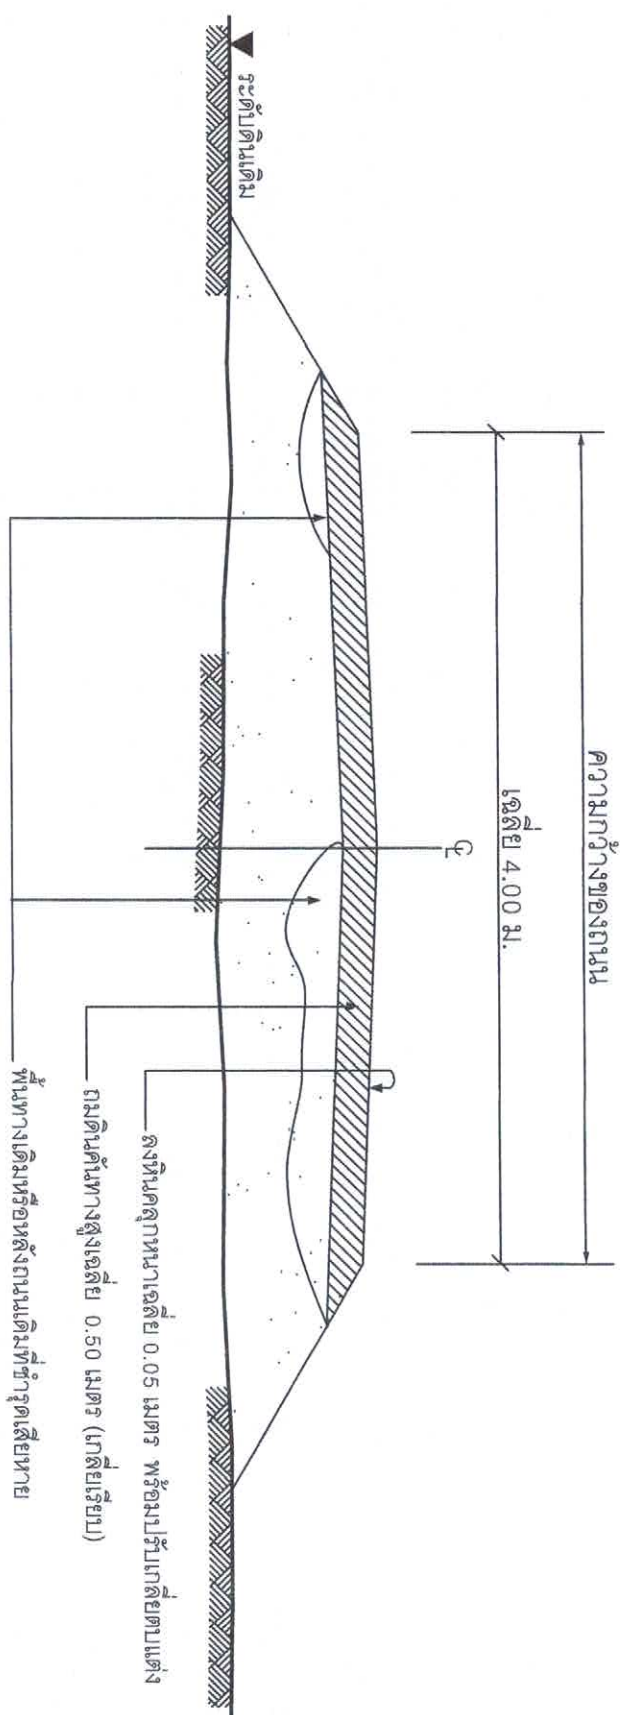 ความกว้างของถนน
เฉลี่ย 4.00 ม.
℄
ระดับดินเดิม
ลงหินคลุกหนาเฉลี่ย 0.05 เมตร พร้อมปรับเกลี่ยตบแต่ง
ถมดินคันทางสูงเฉลี่ย 0.50 เมตร (เกลี่ยเรียบ)
พื้นทางเดิมหรือหลังถนนเดิมที่ชำรุดเสียหาย